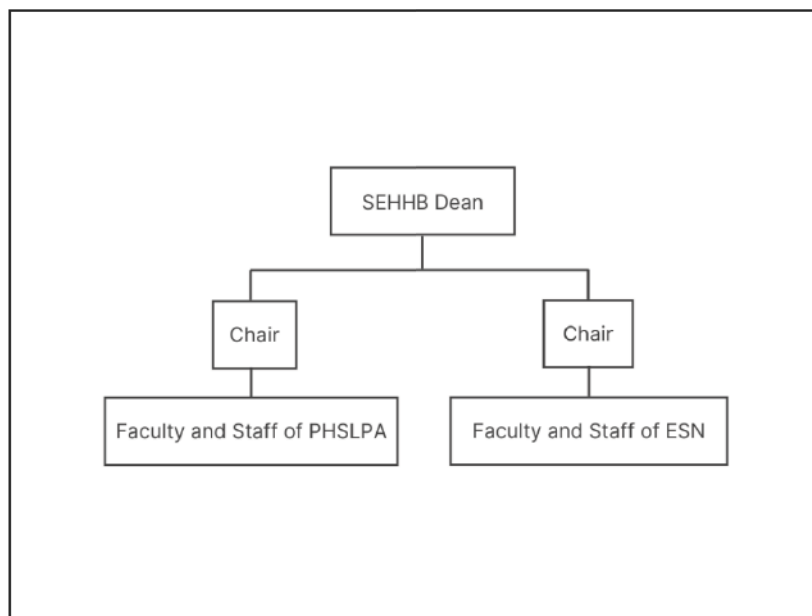 SEHHB Dean
Chair
Chair
Faculty and Staff of PHSLPA
Faculty and Staff of ESN